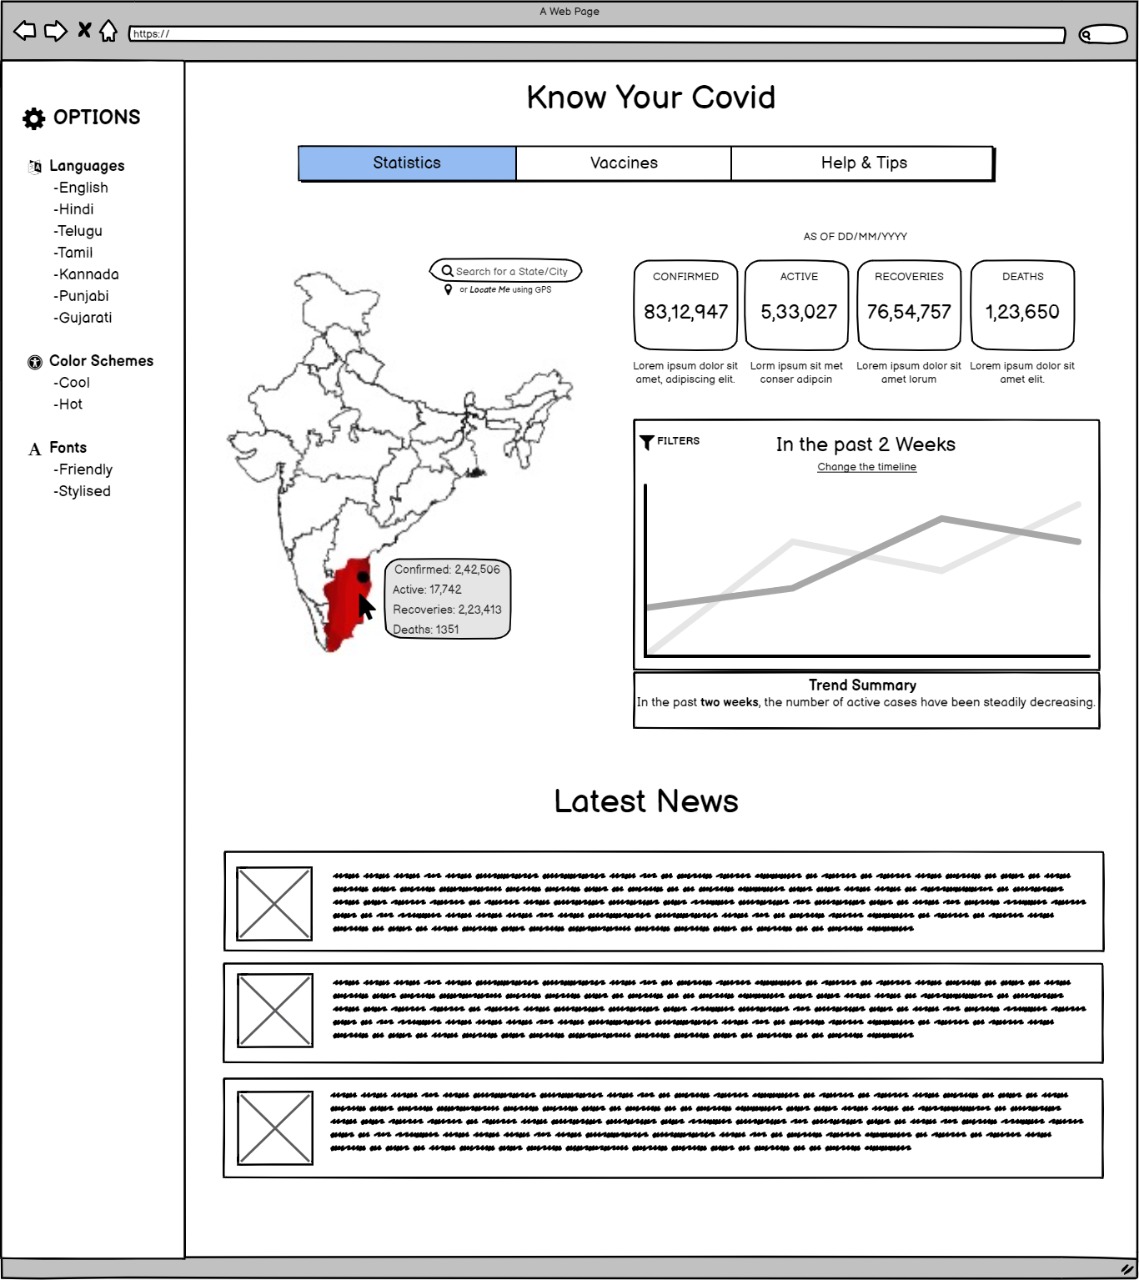 A Web Page
https://
OPTIONS
Languages
-English
-Hindi
-Telugu
-Tamil
-Kannada
-Punjabi
-Gujarati
Color Schemes
-Cool
-Hot
A Fonts
-Friendly
-Stylised
Know Your Covid
Statistics
Vaccines
Help & Tips
Search for a State/City
or Locate Me using GPS
Confirmed: 2,42,506
Active: 17,742
Recoveries: 2,23,413
Deaths: 1351
AS OF DD/MM/YYYY
CONFIRMED
83,12,947
Lorem ipsum dolor sit
amet, adipiscing elit.
ACTIVE
5,33,027
Lorem ipsum sit met
conser adipcin
RECOVERIES
76,54,757
Lorem ipsum dolor sit
amet lorum
DEATHS
1,23,650
Lorem ipsum dolor sit
amet elit.
FILTERS
In the past 2 Weeks
Change the timeline
Trend Summary
In the past two weeks, the number of active cases have been steadily decreasing.
Latest News